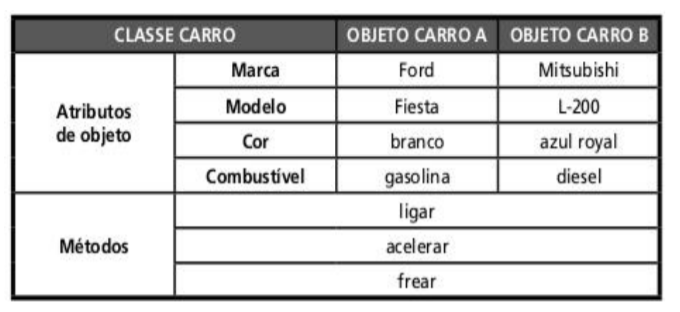 CLASSE CARRO OBJETO CARRO A OBJETO CARRO B
Atributos de objeto Marca Ford Mitsubishi
Modelo Fiesta L-200
Cor branco azul royal
Combustível gasolina diesel
Métodos ligar
acelerar
frear